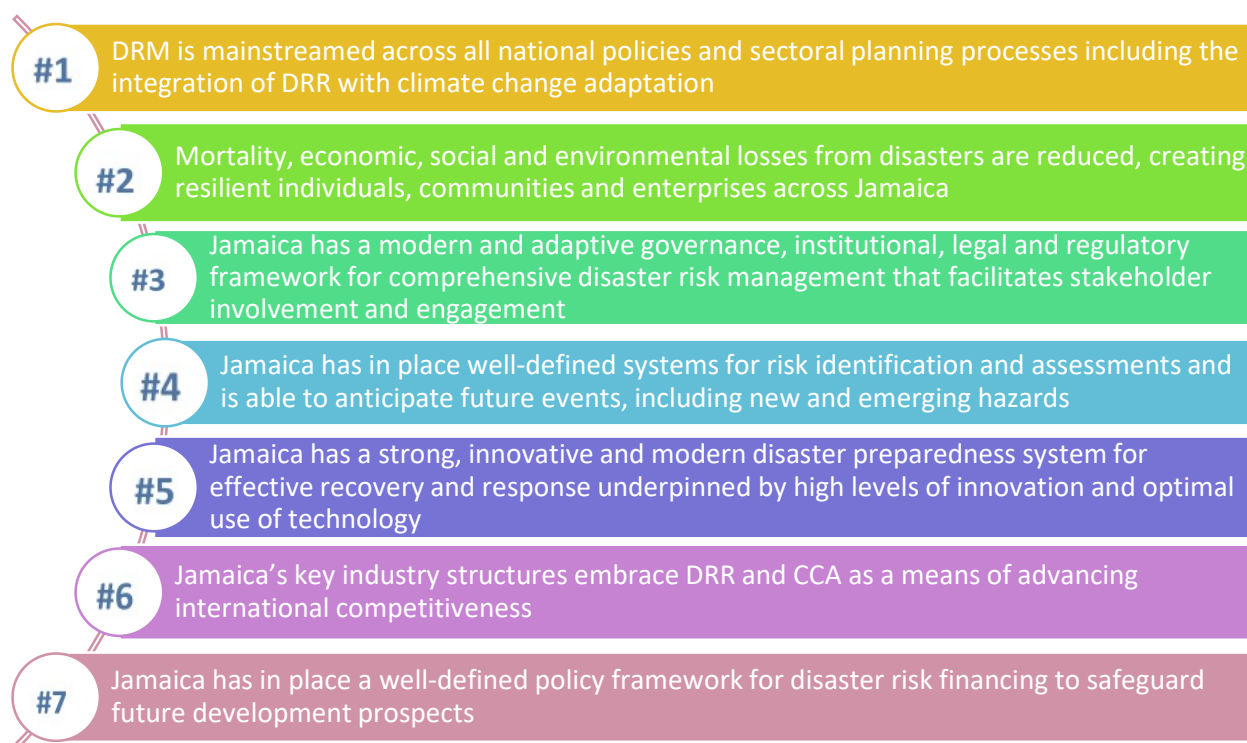 #1
DRM is mainstreamed across all national policies and sectoral planning processes including the
integration of DRR with climate change adaptation
#2
Mortality, economic, social and environmental losses from disasters are reduced, creating
resilient individuals, communities and enterprises across Jamaica
#3
Jamaica has a modern and adaptive governance, institutional, legal and regulatory
framework for comprehensive disaster risk management that facilitates stakeholder
involvement and engagement
#4
Jamaica has in place well-defined systems for risk identification and assessments and
is able to anticipate future events, including new and emerging hazards
#5
Jamaica has a strong, innovative and modern disaster preparedness system for
effective recovery and response underpinned by high levels of innovation and optimal
use of technology
#6
Jamaica’s key industry structures embrace DRR and CCA as a means of advancing
international competitiveness
#7
Jamaica has in place a well-defined policy framework for disaster risk financing to safeguard
future development prospects